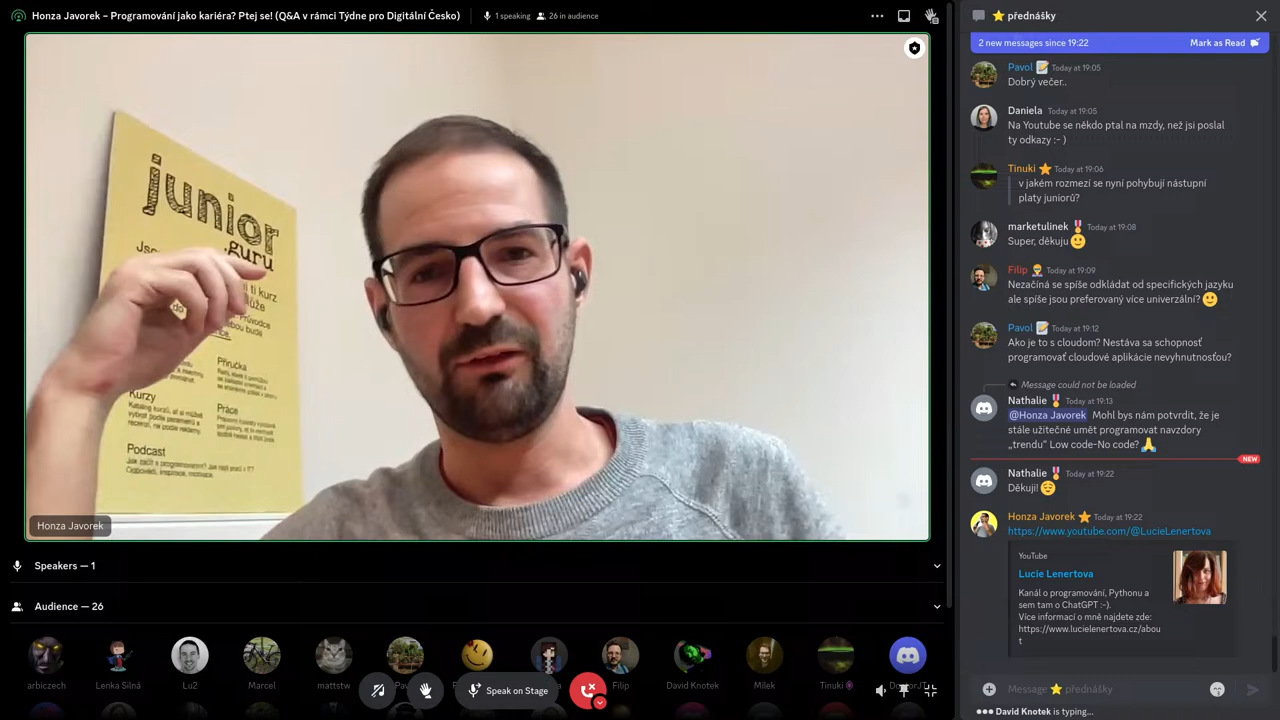 Honza Javorek – Programování jako kariéra? Ptej se! (Q&A v rámci Týdne pro Digitální Česko)
1 speaking
26 in audience
junior
.guru
Příručka
Kurzy
Práce
Podcast
Honza Javorek
Speakers — 1
Audience — 26
arbiczech
Lenka Silná
Lu2
Marcel
mattstw
Filip
David Knotek
Milek
Tinuki
Speak on Stage
⭐ přednášky
2 new messages since 19:22
Mark as Read
Pavol 📝 Today at 19:05
Dobrý večer..
Daniela Today at 19:05
Na Youtube se někdo ptal na mzdy, než jsi poslal
ty odkazy :- )
Tinuki ⭐ Today at 19:06
v jakém rozmezí se nyní pohybují nástupní
platy juniorů?
marketulinek 🎖️ Today at 19:08
Super, děkuju 🙂
Filip Today at 19:09
Nezačíná se spíše odkládat od specifických jazyku
ale spíše jsou preferovaný více univerzální? 🙂
Pavol 📝 Today at 19:12
Ako je to s cloudom? Nestáva sa schopnosť
programovať cloudové aplikácie nevyhnutnosťou?
Message could not be loaded
Nathalie 🎖️ Today at 19:13
@Honza Javorek Mohl bys nám potvrdit, že je
stále užitečné umět programovat navzdory
„trendu“ Low code-No code? 🙏
NEW
Nathalie 🎖️ Today at 19:22
Děkuji! 😌
Honza Javorek ⭐ Today at 19:22
https://www.youtube.com/@LucieLenertova
YouTube
Lucie Lenertova
Kanál o programování, Pythonu a
sem tam o ChatGPT :-).
Více informací o mně najdete zde:
https://www.lucielenertova.cz/abou
t
Message ⭐ přednášky
David Knotek is typing...